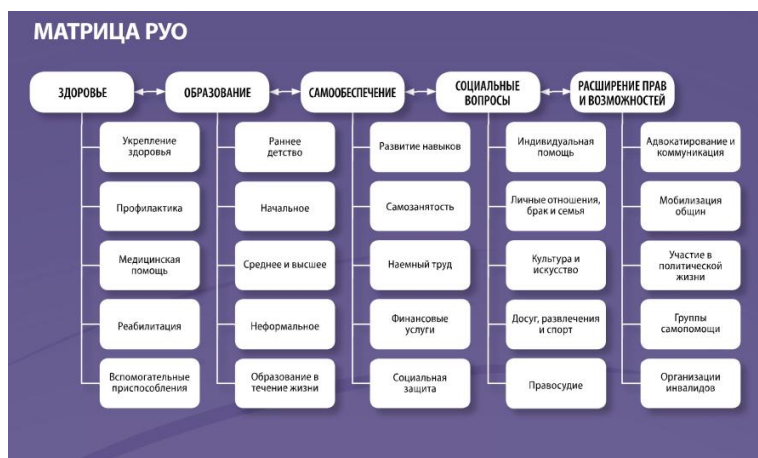 МАТРИЦА РУО
ЗДОРОВЬЕ
ОБРАЗОВАНИЕ
САМООБЕСПЕЧЕНИЕ
СОЦИАЛЬНЫЕ
ВОПРОСЫ
РАСШИРЕНИЕ ПРАВ
И ВОЗМОЖНОСТЕЙ
Укрепление
здоровья
Профилактика
Медицинская
помощь
Реабилитация
Вспомогательные
приспособления
Раннее
детство
Начальное
Среднее и высшее
Неформальное
Образование в
течение жизни
Развитие навыков
Самозанятость
Наемный труд
Финансовые
услуги
Социальная
защита
Индивидуальная
помощь
Личные отношения,
брак и семья
Культура и
искусство
Досуг, развлечения
и спорт
Правосудие
Адвокатирование и
коммуникация
Мобилизация
общин
Участие в
политической
жизни
Группы
самопомощи
Организации
инвалидов